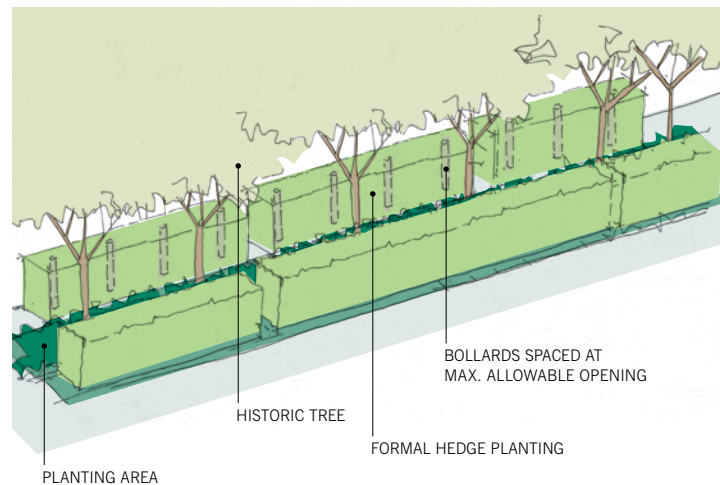 BOLLARDS SPACED AT
MAX. ALLOWABLE OPENING
HISTORIC TREE
FORMAL HEDGE PLANTING
PLANTING AREA